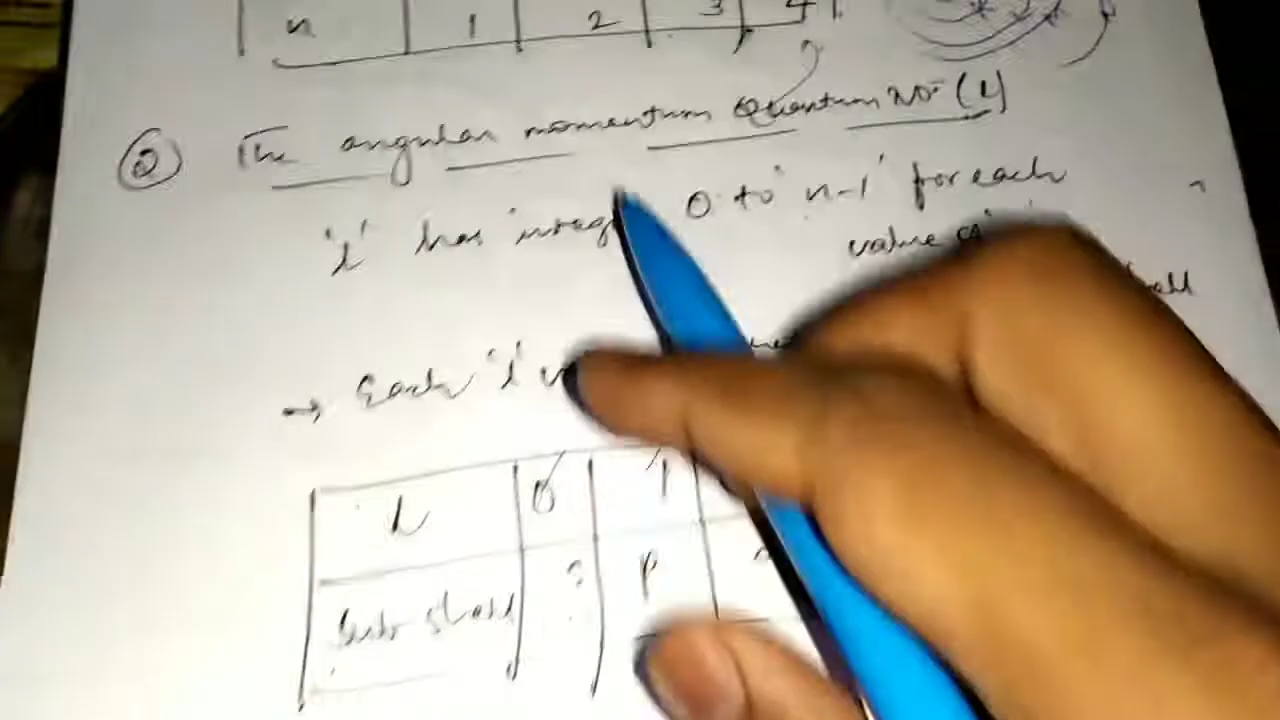 n 1 2 3 4
② The angular momentum Quantum No (l)
'l' has 0 to n-1 for each
value
→ Each 'l'
l 0 1
Sub shell s p